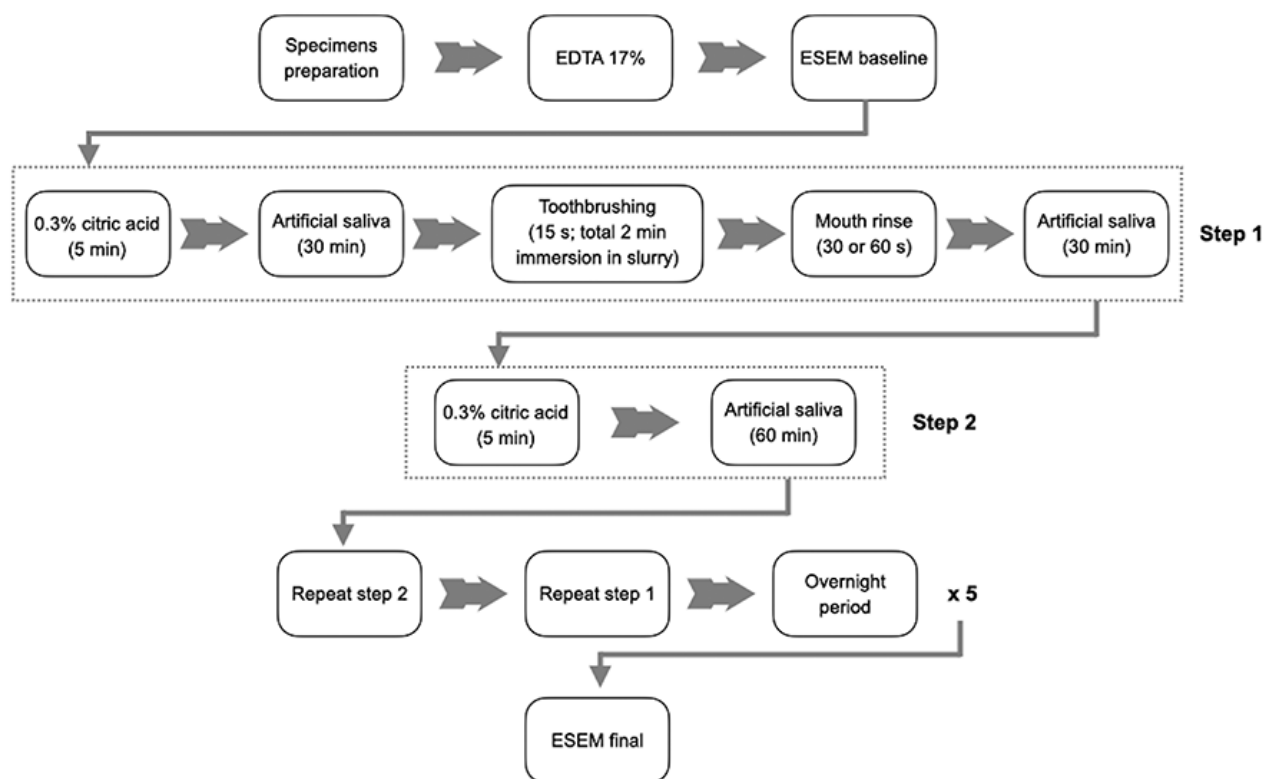 Specimens
preparation
EDTA 17%
ESEM baseline
0.3% citric acid
(5 min)
Artificial saliva
(30 min)
Toothbrushing
(15 s; total 2 min
immersion in slurry)
Mouth rinse
(30 or 60 s)
Artificial saliva
(30 min)
Step 1
0.3% citric acid
(5 min)
Artificial saliva
(60 min)
Step 2
Repeat step 2
Repeat step 1
Overnight
period
x 5
ESEM final